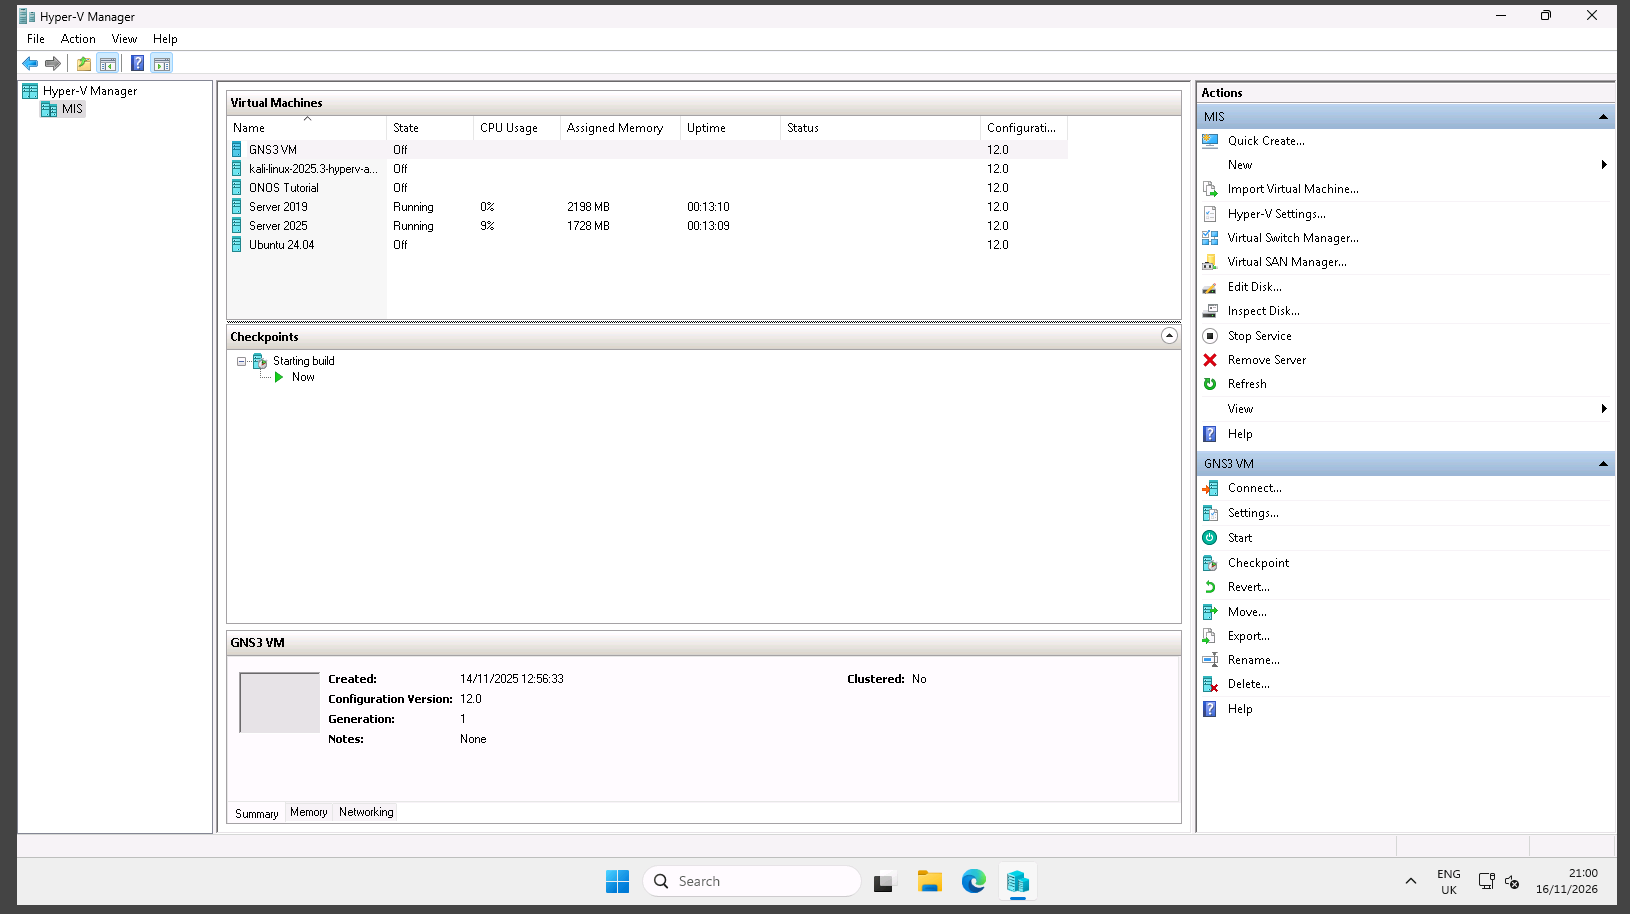 Hyper-V Manager
File Action View Help
Hyper-V Manager
MIS
Virtual Machines
Name State CPU Usage Assigned Memory Uptime Status Configurati...
GNS3 VM Off 12.0
kali-linux-2025.3-hyperv-a... Off 12.0
ONOS Tutorial Off 12.0
Server 2019 Running 0% 2198 MB 00:13:10 12.0
Server 2025 Running 9% 1728 MB 00:13:09 12.0
Ubuntu 24.04 Off 12.0
Checkpoints
Starting build
Now
GNS3 VM
Created: 14/11/2025 12:56:33 Clustered: No
Configuration Version: 12.0
Generation: 1
Notes: None
Summary Memory Networking
Actions
MIS
Quick Create...
New
Import Virtual Machine...
Hyper-V Settings...
Virtual Switch Manager...
Virtual SAN Manager...
Edit Disk...
Inspect Disk...
Stop Service
Remove Server
Refresh
View
Help
GNS3 VM
Connect...
Settings...
Start
Checkpoint
Revert...
Move...
Export...
Rename...
Delete...
Help
Search
ENG
UK
21:00
16/11/2026